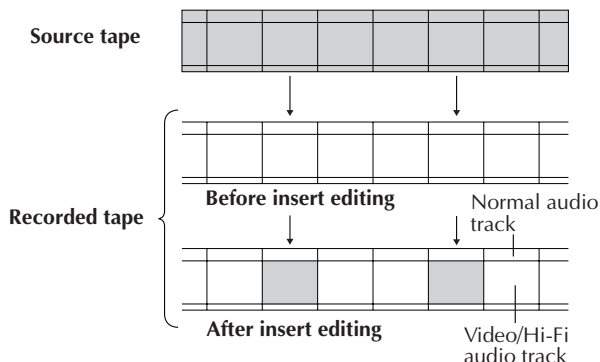 Source tape
Before insert editing
Normal audio
track
Recorded tape
After insert editing
Video/Hi-Fi
audio track